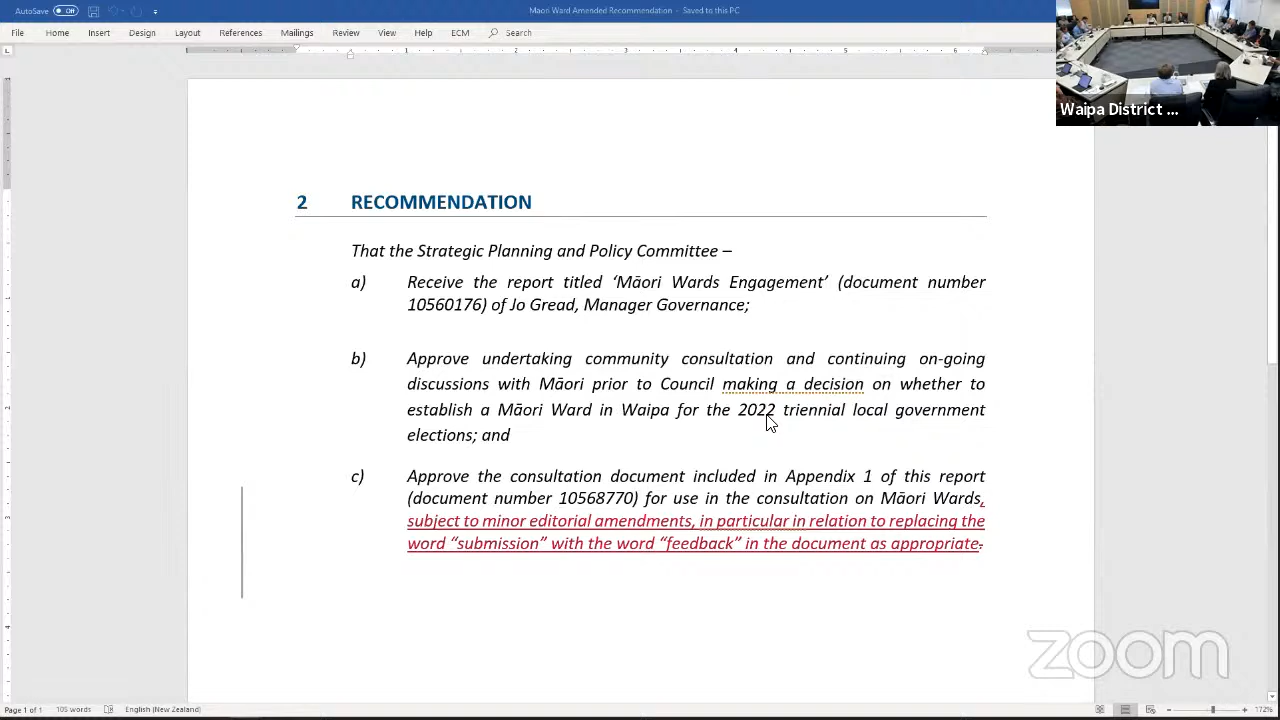 AutoSave Off
Maori Ward Amended Recommendation - Saved to this PC
File Home Insert Design Layout References Mailings Review View Help ECM Search
Waipa District ...
2 RECOMMENDATION
That the Strategic Planning and Policy Committee –
a) Receive the report titled ‘Māori Wards Engagement’ (document number
10560176) of Jo Gread, Manager Governance;
b) Approve undertaking community consultation and continuing on-going
discussions with Māori prior to Council making a decision on whether to
establish a Māori Ward in Waipa for the 2022 triennial local government
elections; and
c) Approve the consultation document included in Appendix 1 of this report
(document number 10568770) for use in the consultation on Māori Wards,
subject to minor editorial amendments, in particular in relation to replacing the
word “submission” with the word “feedback” in the document as appropriate.
zoom
Page 1 of 1 105 words English (New Zealand) 172%